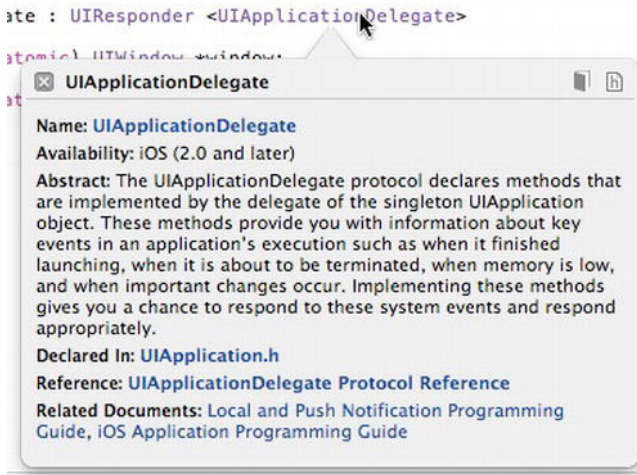 ate : UIResponder <UIApplicationDelegate>
atomic) UIWindow *window;
at
UIApplicationDelegate
Name: UIApplicationDelegate
Availability: iOS (2.0 and later)
Abstract: The UIApplicationDelegate protocol declares methods that
are implemented by the delegate of the singleton UIApplication
object. These methods provide you with information about key
events in an application's execution such as when it finished
launching, when it is about to be terminated, when memory is low,
and when important changes occur. Implementing these methods
gives you a chance to respond to these system events and respond
appropriately.
Declared In: UIApplication.h
Reference: UIApplicationDelegate Protocol Reference
Related Documents: Local and Push Notification Programming
Guide, iOS Application Programming Guide